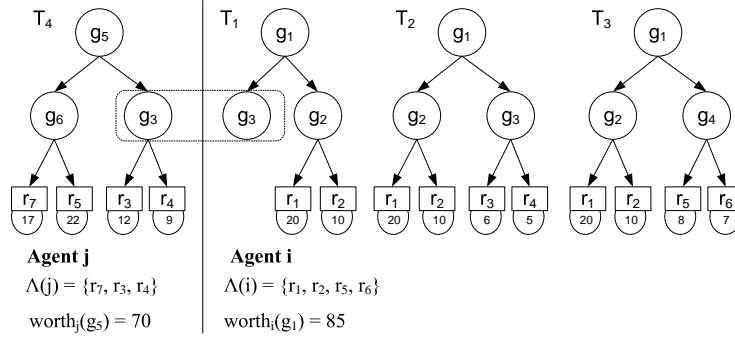 T4 T1 T2 T3
g5 g1 g1 g1
g6 g3 g3 g2 g2 g3 g2 g4
r7 r5 r3 r4 r1 r2 r1 r2 r3 r4 r1 r2 r5 r6
17 22 12 9 20 10 20 10 6 5 20 10 8 7
Agent j Agent i
Λ(j) = {r7, r3, r4} Λ(i) = {r1, r2, r5, r6}
worthj(g5) = 70 worthi(g1) = 85